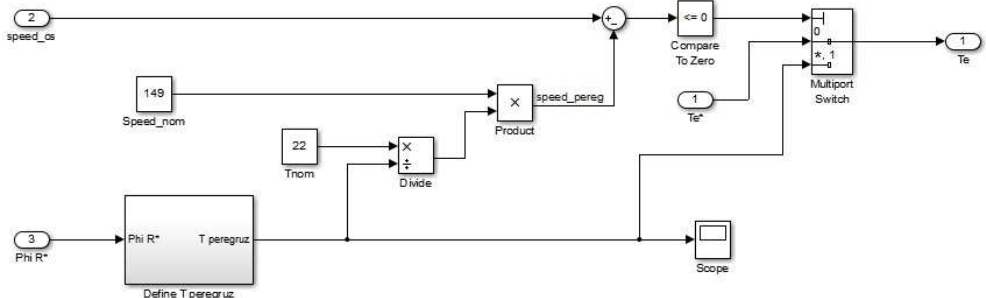 2
speed_os
+
-
<= 0
Compare
To Zero
0
*, 1
Multiport
Switch
1
Te
149
Speed_nom
×
Product
speed_pereg
1
Te*
22
Tnom
×
÷
Divide
3
Phi R*
Phi R*
T peregruz
Define T peregruz
Scope